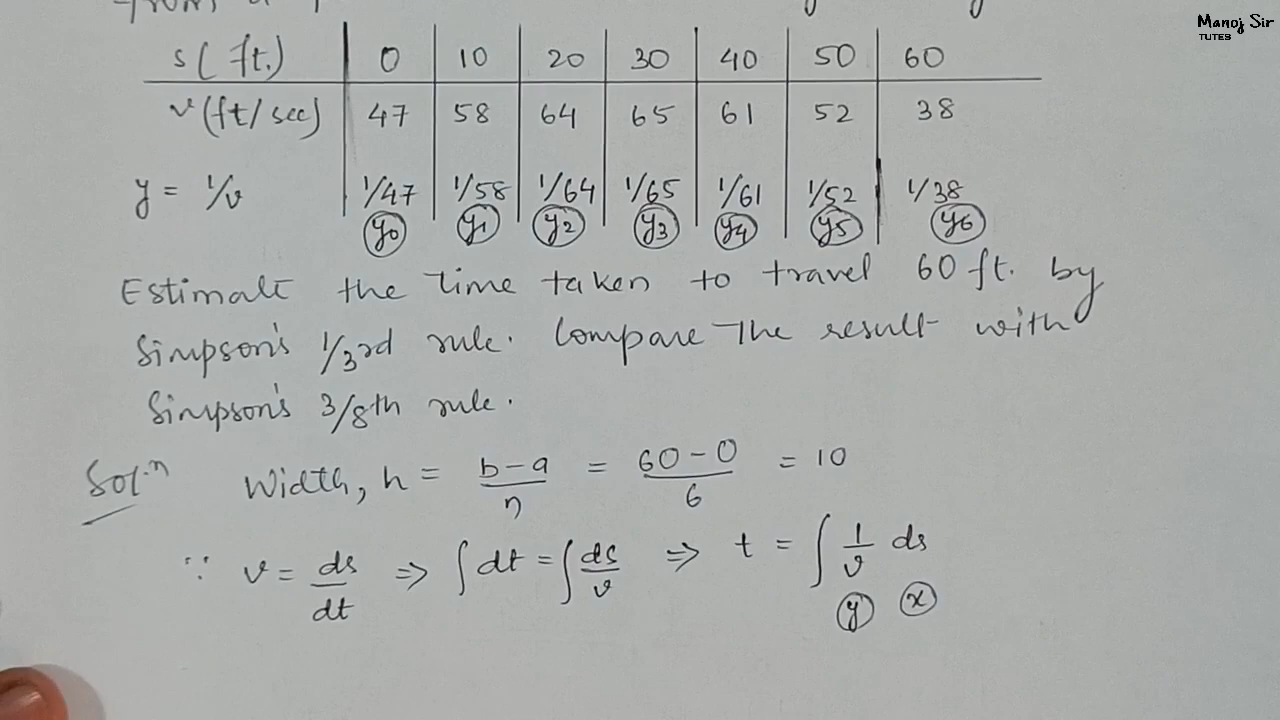 Manoj Sir
TUTES
from a
s( ft.) 0 10 20 30 40 50 60
v(ft/sec) 47 58 64 65 61 52 38
y = 1/v 1/47 1/58 1/64 1/65 1/61 1/52 1/38
y0 y1 y2 y3 y4 y5 y6
Estimate the time taken to travel 60 ft. by
Simpson's 1/3rd rule. Compare the result with
Simpson's 3/8th rule.
Solⁿ Width, h = b-a/n = 60-0/6 = 10
∵ v = ds/dt ⇒ ∫dt = ∫ds/v ⇒ t = ∫ 1/v ds
y x